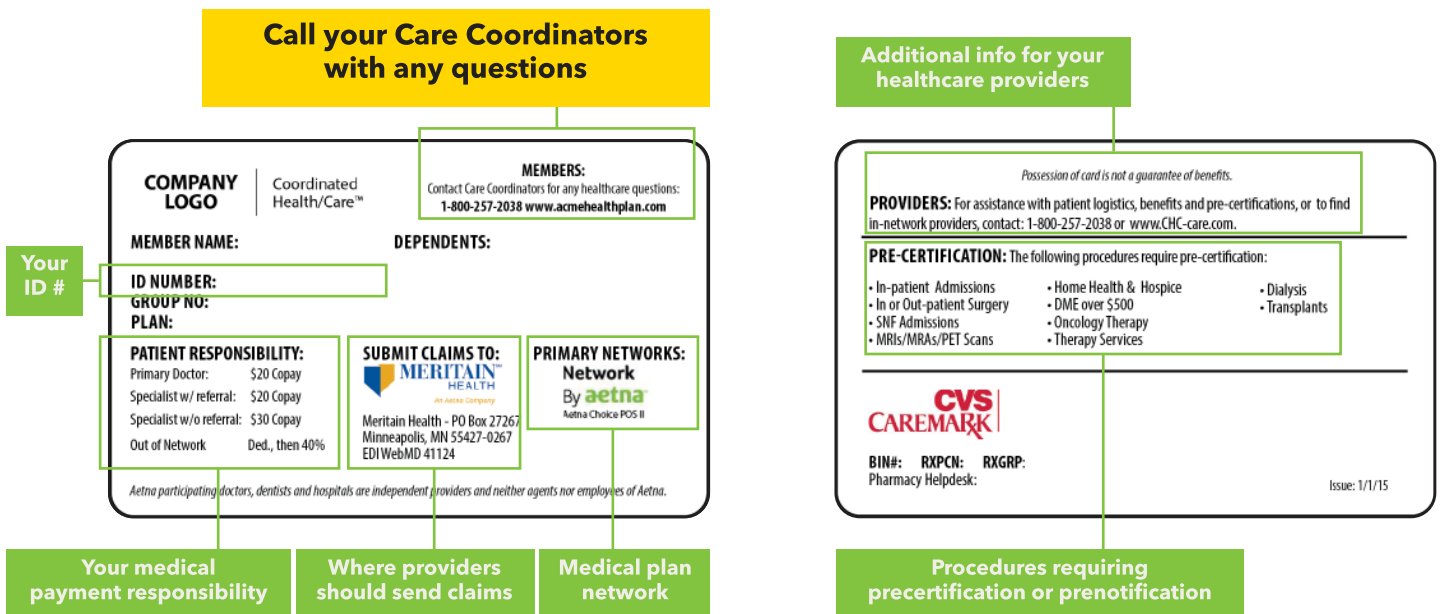 Call your Care Coordinators
with any questions
MEMBERS:
Contact Care Coordinators for any healthcare questions:
1-800-257-2038 www.acmehealthplan.com
COMPANY
LOGO
Coordinated
Health/Care™
MEMBER NAME:
DEPENDENTS:
Your
ID #
ID NUMBER:
GROUP NO:
PLAN:
PATIENT RESPONSIBILITY:
Primary Doctor: $20 Copay
Specialist w/ referral: $20 Copay
Specialist w/o referral: $30 Copay
Out of Network Ded., then 40%
SUBMIT CLAIMS TO:
MERITAIN™
HEALTH
An Aetna Company
Meritain Health - PO Box 27267
Minneapolis, MN 55427-0267
EDI WebMD 41124
PRIMARY NETWORKS:
Network
By aetna™
Aetna Choice POS II
Aetna participating doctors, dentists and hospitals are independent providers and neither agents nor employees of Aetna.
Your medical
payment responsibility
Where providers
should send claims
Medical plan
network
Additional info for your
healthcare providers
Possession of card is not a guarantee of benefits.
PROVIDERS: For assistance with patient logistics, benefits and pre-certifications, or to find
in-network providers, contact: 1-800-257-2038 or www.CHC-care.com.
PRE-CERTIFICATION: The following procedures require pre-certification:
• In-patient Admissions
• In or Out-patient Surgery
• SNF Admissions
• MRIs/MRAs/PET Scans
• Home Health & Hospice
• DME over $500
• Oncology Therapy
• Therapy Services
• Dialysis
• Transplants
CVS
CAREMARK
BIN#: RXPCN: RXGRP:
Pharmacy Helpdesk:
Issue: 1/1/15
Procedures requiring
precertification or prenotification